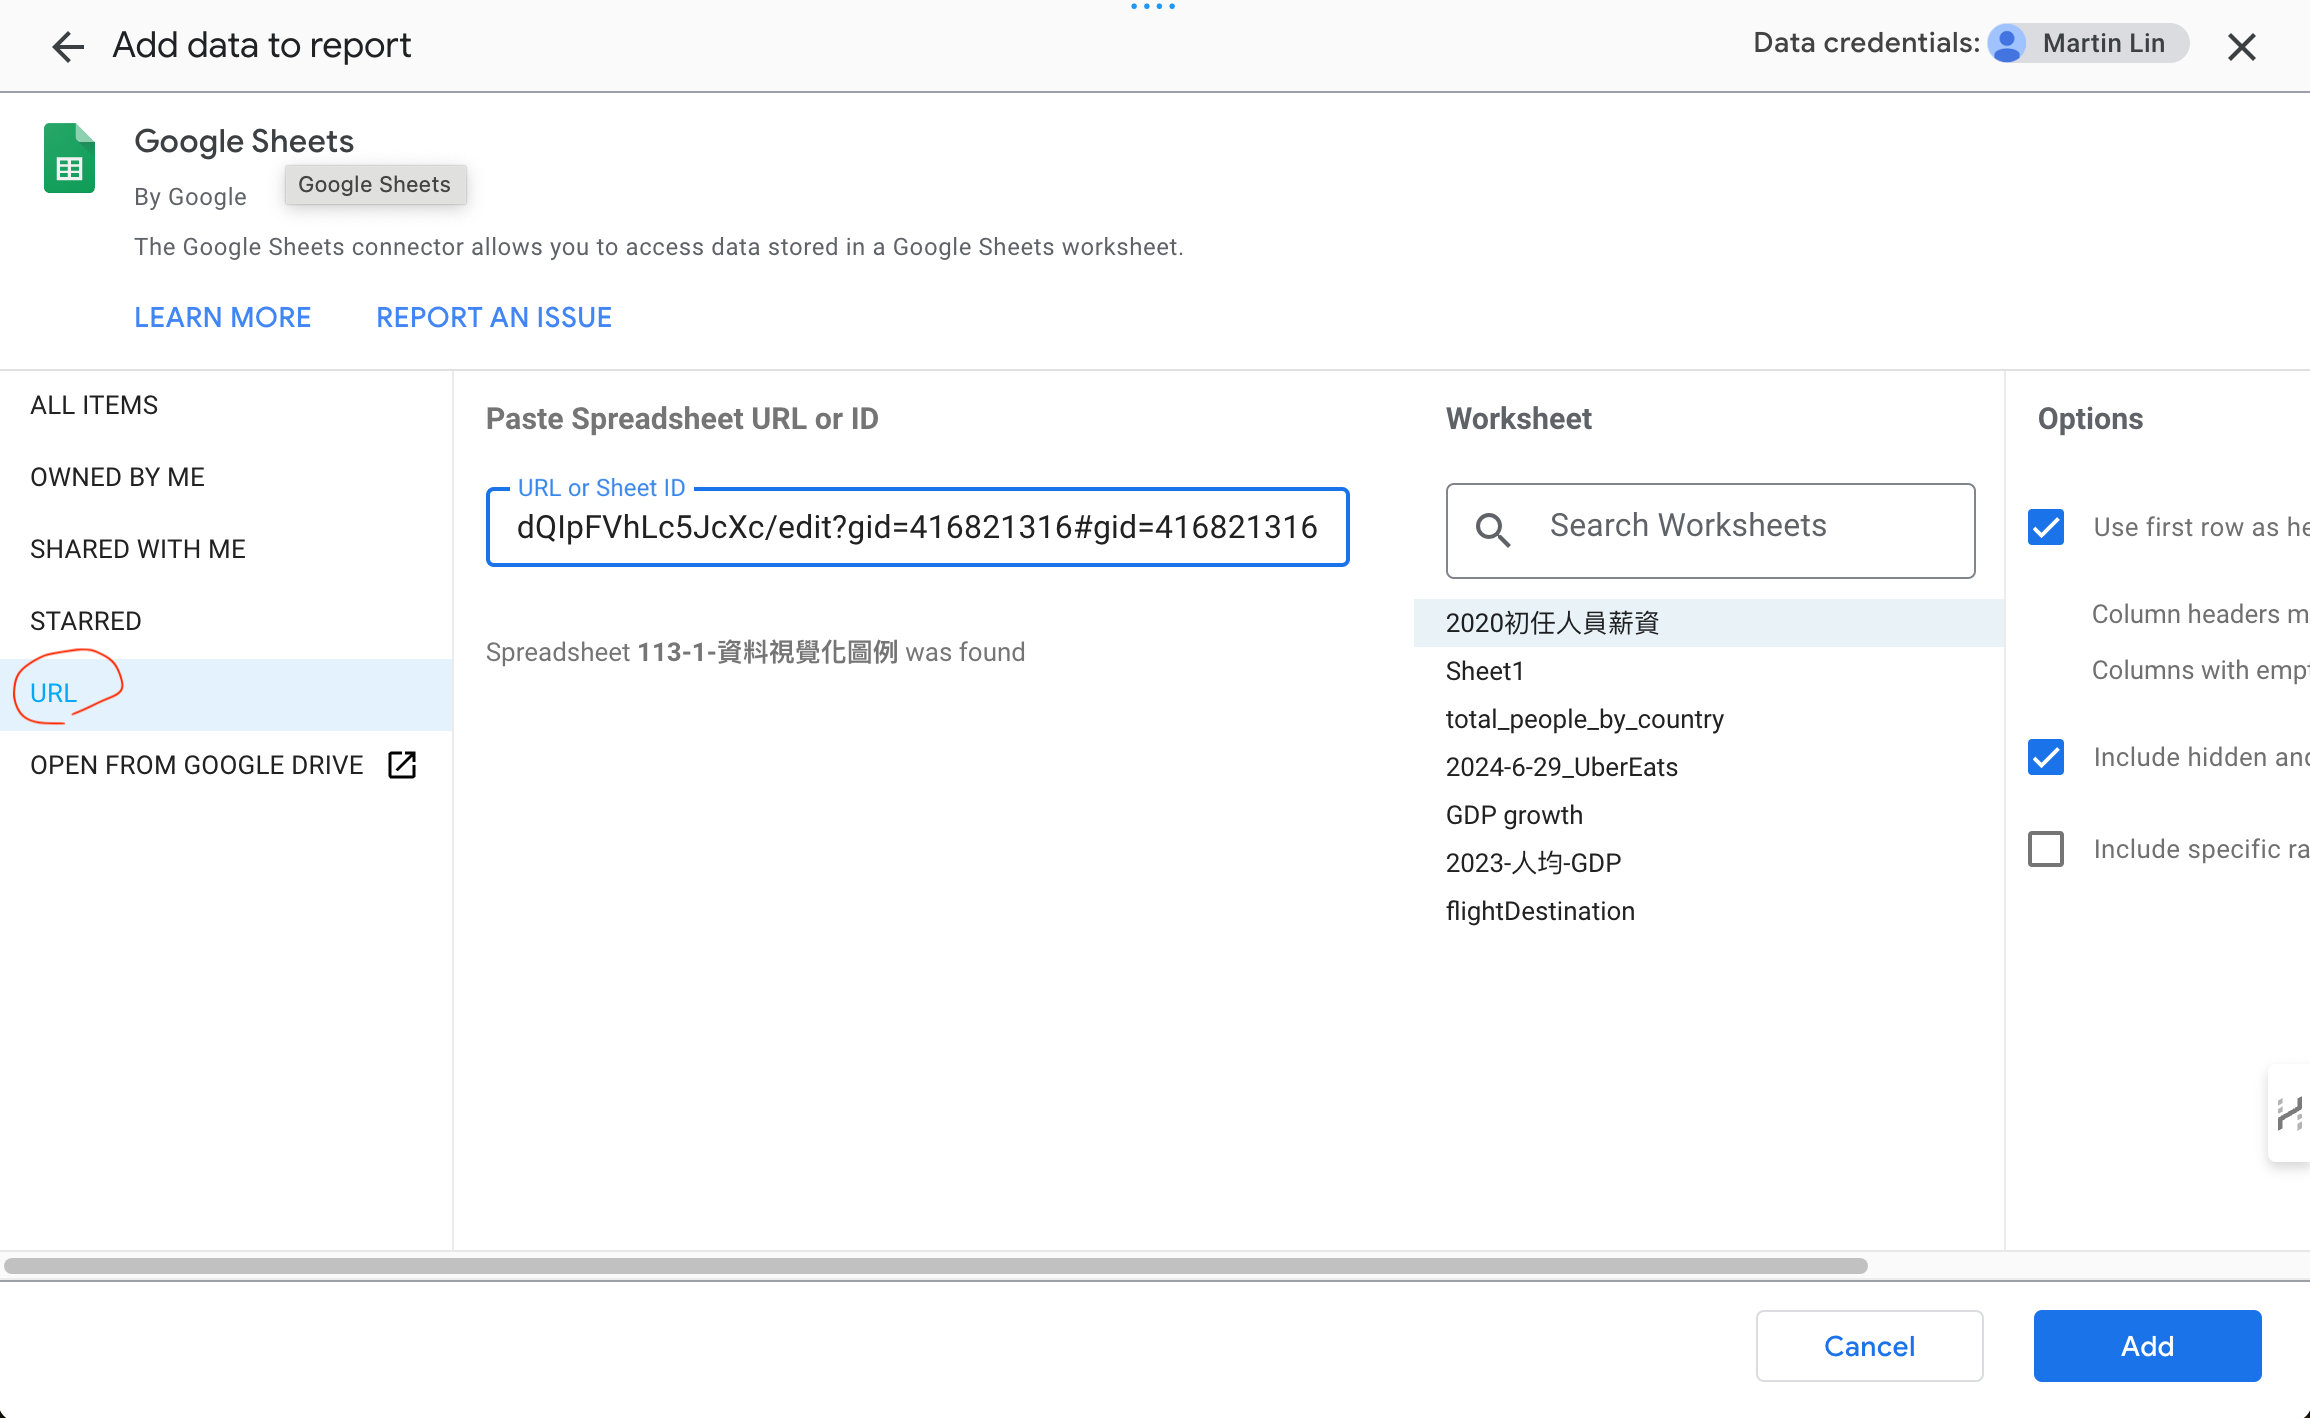 Add data to report
Data credentials: Martin Lin
Google Sheets
By Google
Google Sheets
The Google Sheets connector allows you to access data stored in a Google Sheets worksheet.
LEARN MORE REPORT AN ISSUE
ALL ITEMS
OWNED BY ME
SHARED WITH ME
STARRED
URL
OPEN FROM GOOGLE DRIVE
Paste Spreadsheet URL or ID
URL or Sheet ID
dQIpFVhLc5JcXc/edit?gid=416821316#gid=416821316
Spreadsheet 113-1-資料視覺化圖例 was found
Worksheet
Search Worksheets
2020初任人員薪資
Sheet1
total_people_by_country
2024-6-29_UberEats
GDP growth
2023-人均-GDP
flightDestination
Options
Use first row as he
Column headers m
Columns with empt
Include hidden and
Include specific ra
Cancel
Add